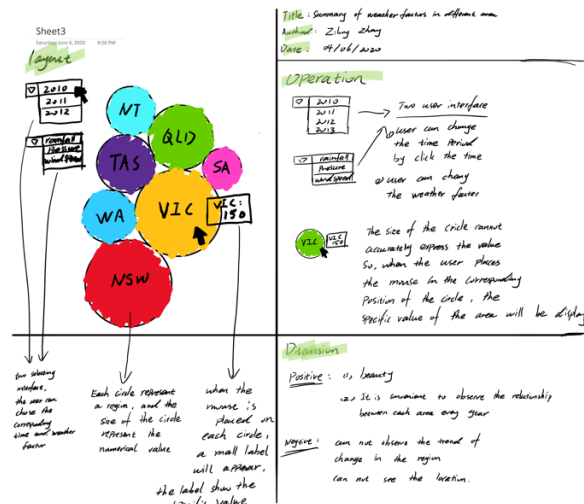 Sheet3
Saturday, June 6, 2020 9:56 PM
Layout
2010
2011
2012
rainfall
Pressure
windspeed
NT
QLD
TAS
SA
WA
VIC
VIC:
150
NSW
two selecting
interface,
the user can
chose the
corresponding
time and weather
factor
Each circle represent
a region, and the
size of the circle
represent the
numerical value
when the
mouse is
placed on
each circle,
a small label
will appear,
the label show the
specific value
Title: Summary of weather factors in different area
Author: Ziling Zhang
Date: 04/06/2020
Operation
2010
2011
2012
2013
rainfall
Pressure
windspeed
Two user interface
① user can change
the time Period
by click the time
② user can chang
the weather factor
VIC
VIC
150
The size of the cricle cannot
accurately express the value
So, when the user places
the mouse in the corresponding
Position of the circle, the
specific value of the area will be display
Discussion
Positive: (1), beauty
(2) It is convenient to observe the relationship
between each area every year
Negtive: can not observe the trend of
change in the region
can not see the location.